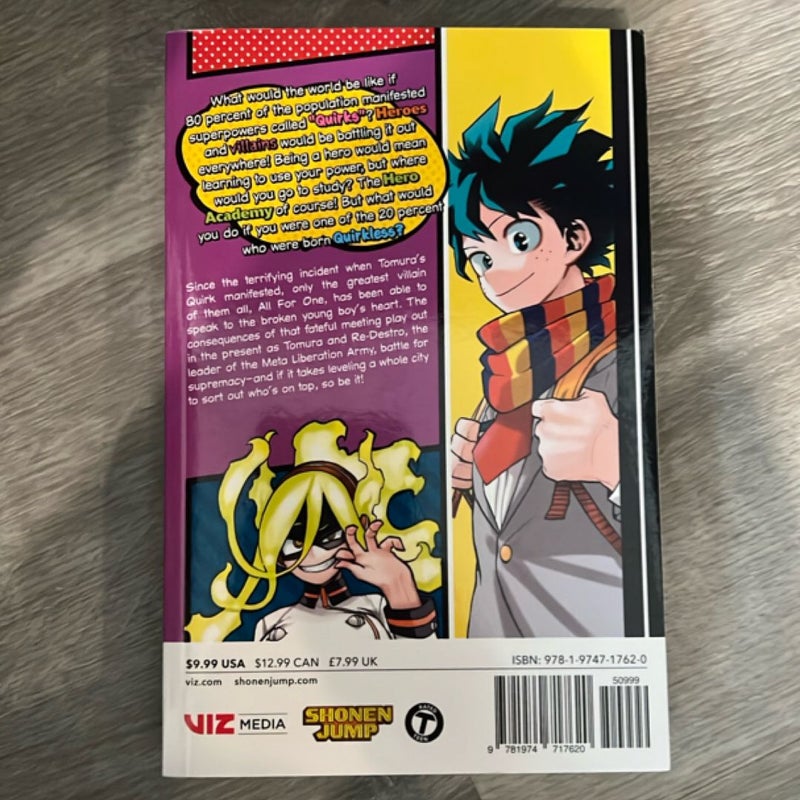 What would the world be like if
80 percent of the population manifested
superpowers called "Quirks"? Heroes
and villains would be battling it out
everywhere! Being a hero would mean
learning to use your power, but where
would you go to study? The Hero
Academy of course! But what would
you do if you were one of the 20 percent
who were born Quirkless?
Since the terrifying incident when Tomura's
Quirk manifested, only the greatest villain
of them all, All For One, has been able to
speak to the broken young boy's heart. The
consequences of that fateful meeting play out
in the present as Tomura and Re-Destro, the
leader of the Meta Liberation Army, battle for
supremacy—and if it takes leveling a whole city
to sort out who's on top, so be it!
$9.99 USA $12.99 CAN £7.99 UK
viz.com shonenjump.com
VIZ MEDIA
SHONEN
JUMP
RATED
T
TEEN
ISBN: 978-1-9747-1762-0
50999
9 781974 717620